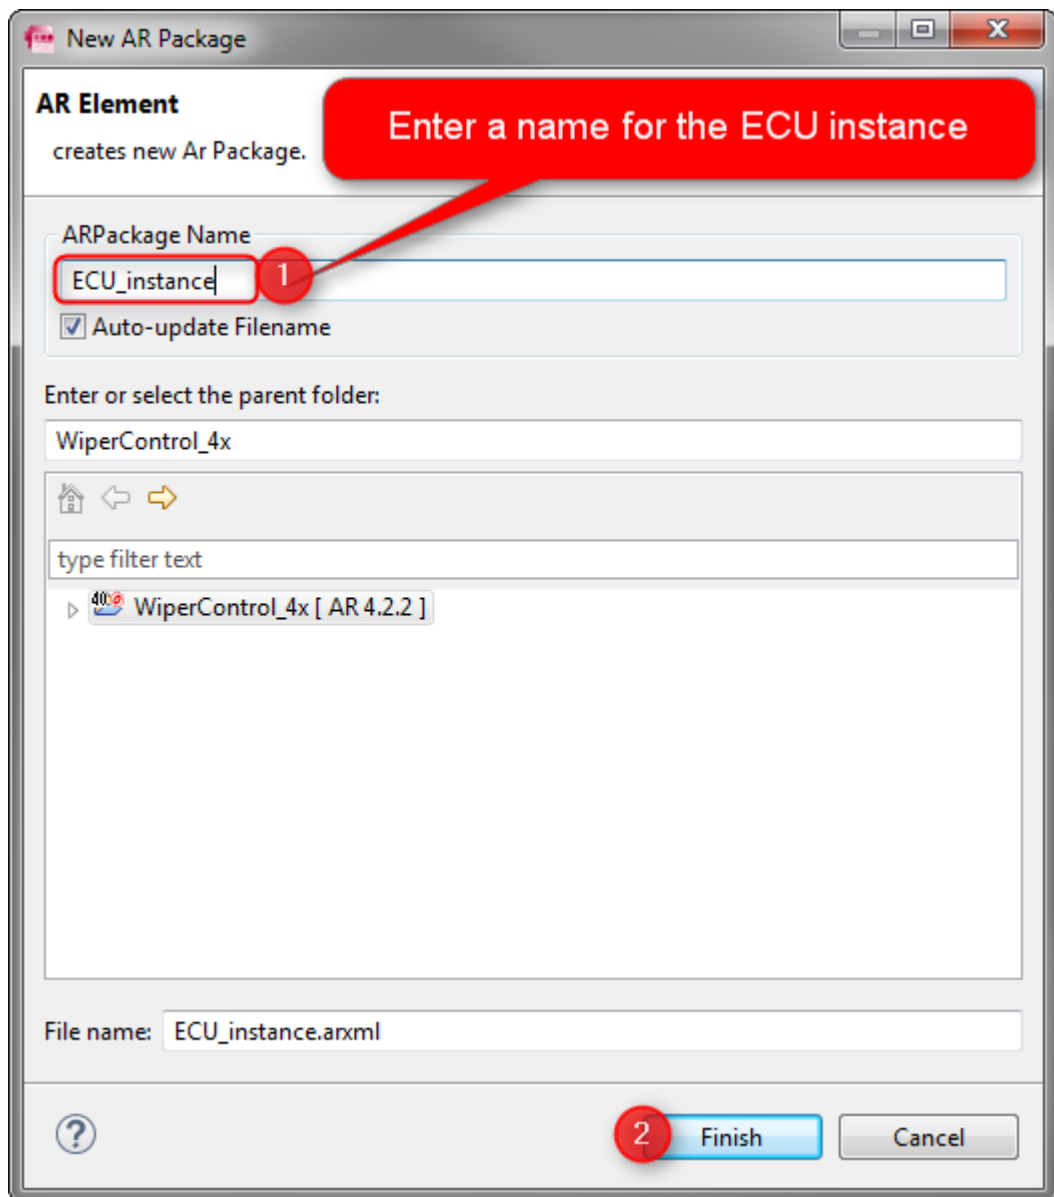 New AR Package
AR Element
creates new Ar Package.
Enter a name for the ECU instance
ARPackage Name
ECU_instance
1
Auto-update Filename
Enter or select the parent folder:
WiperControl_4x
type filter text
WiperControl_4x [ AR 4.2.2 ]
File name: ECU_instance.arxml
? 2 Finish Cancel